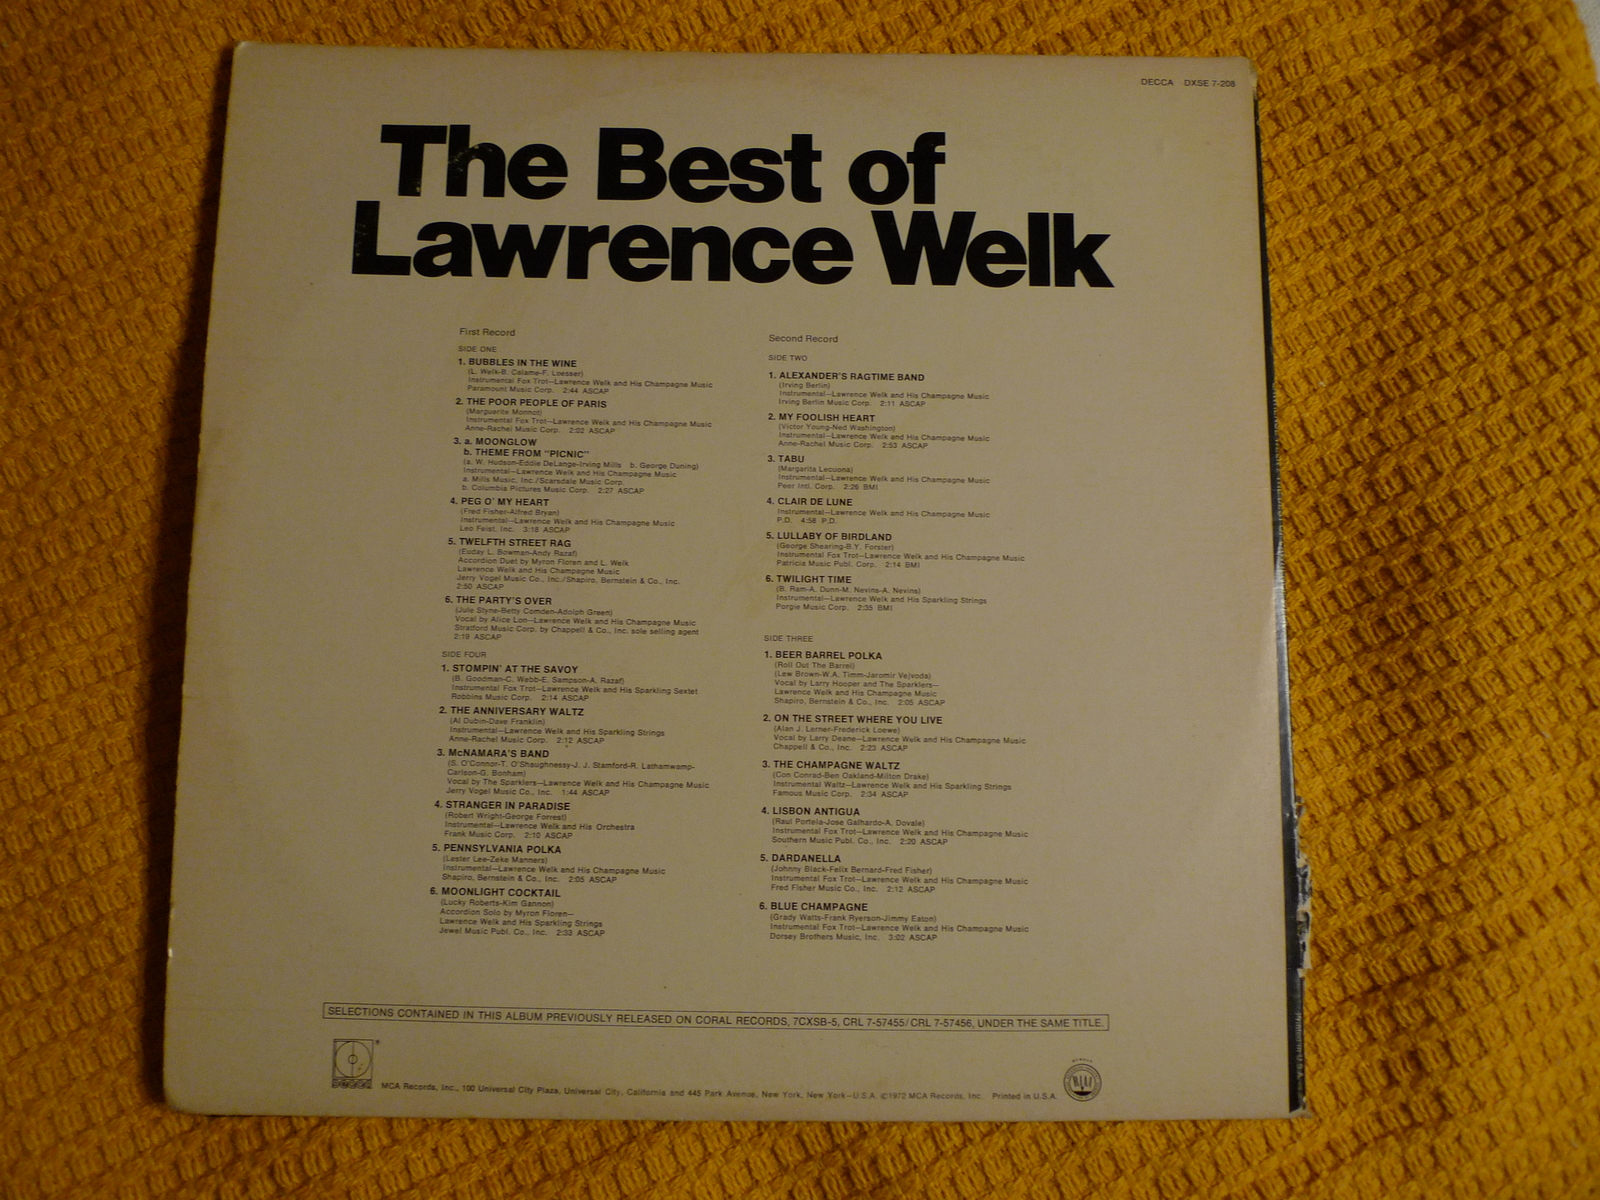 DECCA DXSE 7-208
The Best of
Lawrence Welk
First Record
SIDE ONE
1. BUBBLES IN THE WINE
(L. Welk-B. Calame-F. Loesser)
Instrumental Fox Trot—Lawrence Welk and His Champagne Music
Paramount Music Corp. 2:44 ASCAP
2. THE POOR PEOPLE OF PARIS
(Marguerite Monnot)
Instrumental Fox Trot—Lawrence Welk and His Champagne Music
Anne-Rachel Music Corp. 2:02 ASCAP
3. a. MOONGLOW
b. THEME FROM "PICNIC"
(a. W. Hudson-Eddie DeLange-Irving Mills b. George Duning)
Instrumental—Lawrence Welk and His Champagne Music
a. Mills Music, Inc./Scarsdale Music Corp.
b. Columbia Pictures Music Corp. 2:27 ASCAP
4. PEG O' MY HEART
(Fred Fisher-Alfred Bryan)
Instrumental—Lawrence Welk and His Champagne Music
Leo Feist, Inc. 3:16 ASCAP
5. TWELFTH STREET RAG
(Euday L. Bowman-Andy Razaf)
Accordion Duet by Myron Floren and L. Welk
Lawrence Welk and His Champagne Music
Jerry Vogel Music Co., Inc./Shapiro, Bernstein & Co., Inc.
2:50 ASCAP
6. THE PARTY'S OVER
(Jule Styne-Betty Comden-Adolph Green)
Vocal by Alice Lon—Lawrence Welk and His Champagne Music
Stratford Music Corp. by Chappell & Co., Inc. sole selling agent
2:19 ASCAP
SIDE FOUR
1. STOMPIN' AT THE SAVOY
(B. Goodman-C. Webb-E. Sampson-A. Razaf)
Instrumental Fox Trot—Lawrence Welk and His Sparkling Sextet
Robbins Music Corp. 2:14 ASCAP
2. THE ANNIVERSARY WALTZ
(Al Dubin-Dave Franklin)
Instrumental—Lawrence Welk and His Sparkling Strings
Anne-Rachel Music Corp. 2:12 ASCAP
3. McNAMARA'S BAND
(S. O'Connor-T. O'Shaughnessy-J. J. Stamford-R. Lathamwamp-
Carlson-G. Bonham)
Vocal by The Sparklers—Lawrence Welk and His Champagne Music
Jerry Vogel Music Co., Inc. 1:44 ASCAP
4. STRANGER IN PARADISE
(Robert Wright-George Forrest)
Instrumental—Lawrence Welk and His Orchestra
Frank Music Corp. 2:10 ASCAP
5. PENNSYLVANIA POLKA
(Lester Lee-Zeke Manners)
Instrumental—Lawrence Welk and His Champagne Music
Shapiro, Bernstein & Co., Inc. 2:05 ASCAP
6. MOONLIGHT COCKTAIL
(Lucky Roberts-Kim Gannon)
Accordion Solo by Myron Floren—
Lawrence Welk and His Sparkling Strings
Jewel Music Publ. Co., Inc. 2:33 ASCAP
Second Record
SIDE TWO
1. ALEXANDER'S RAGTIME BAND
(Irving Berlin)
Instrumental—Lawrence Welk and His Champagne Music
Irving Berlin Music Corp. 2:11 ASCAP
2. MY FOOLISH HEART
(Victor Young-Ned Washington)
Instrumental—Lawrence Welk and His Champagne Music
Anne-Rachel Music Corp. 2:53 ASCAP
3. TABU
(Margarita Lecuona)
Instrumental—Lawrence Welk and His Champagne Music
Peer Intl. Corp. 2:26 BMI
4. CLAIR DE LUNE
Instrumental—Lawrence Welk and His Champagne Music
P.D. 4:58 P.D.
5. LULLABY OF BIRDLAND
(George Shearing-B.Y. Forster)
Instrumental Fox Trot—Lawrence Welk and His Champagne Music
Patricia Music Publ. Corp. 2:14 BMI
6. TWILIGHT TIME
(B. Ram-A. Dunn-M. Nevins-A. Nevins)
Instrumental—Lawrence Welk and His Sparkling Strings
Porgie Music Corp. 2:35 BMI
SIDE THREE
1. BEER BARREL POLKA
(Roll Out The Barrel)
(Lew Brown-W.A. Timm-Jaromir Vejvoda)
Vocal by Larry Hooper and The Sparklers—
Lawrence Welk and His Champagne Music
Shapiro, Bernstein & Co., Inc. 2:05 ASCAP
2. ON THE STREET WHERE YOU LIVE
(Alan J. Lerner-Frederick Loewe)
Vocal by Larry Deane—Lawrence Welk and His Champagne Music
Chappell & Co., Inc. 2:23 ASCAP
3. THE CHAMPAGNE WALTZ
(Con Conrad-Ben Oakland-Milton Drake)
Instrumental Waltz—Lawrence Welk and His Sparkling Strings
Famous Music Corp. 2:34 ASCAP
4. LISBON ANTIGUA
(Raul Portela-Jose Galhardo-A. Dovale)
Instrumental Fox Trot—Lawrence Welk and His Champagne Music
Southern Music Publ. Co., Inc. 2:20 ASCAP
5. DARDANELLA
(Johnny Black-Felix Bernard-Fred Fisher)
Instrumental Fox Trot—Lawrence Welk and His Champagne Music
Fred Fisher Music Co., Inc. 2:12 ASCAP
6. BLUE CHAMPAGNE
(Grady Watts-Frank Ryerson-Jimmy Eaton)
Instrumental Fox Trot—Lawrence Welk and His Champagne Music
Dorsey Brothers Music, Inc. 3:02 ASCAP
SELECTIONS CONTAINED IN THIS ALBUM PREVIOUSLY RELEASED ON CORAL RECORDS, 7CXSB-5, CRL 7-57455/CRL 7-57456, UNDER THE SAME TITLE.
MCA Records, Inc., 100 Universal City Plaza, Universal City, California and 445 Park Avenue, New York, New York—U.S.A. ©1972 MCA Records, Inc. Printed in U.S.A.